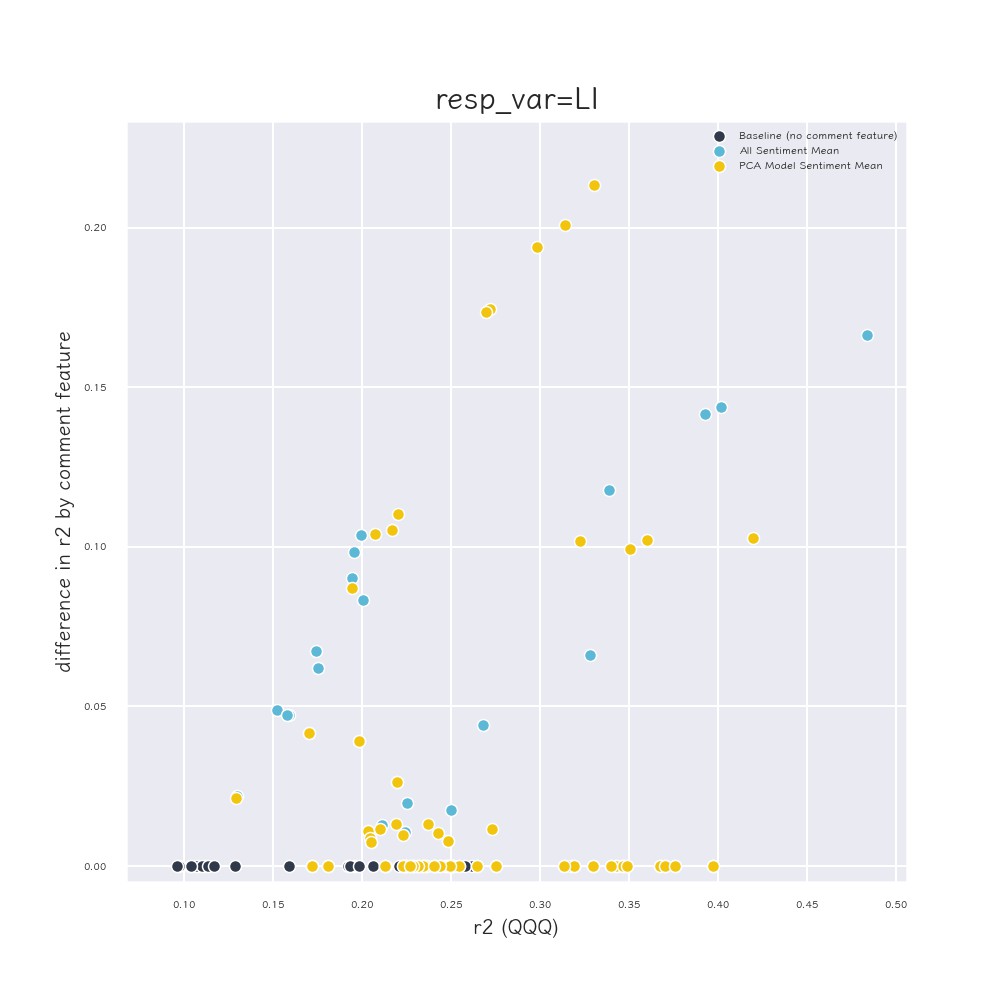 resp_var=LI
Baseline (no comment feature)
All Sentiment Mean
PCA Model Sentiment Mean
difference in r2 by comment feature
0.20
0.15
0.10
0.05
0.00
0.10 0.15 0.20 0.25 0.30 0.35 0.40 0.45 0.50
r2 (QQQ)